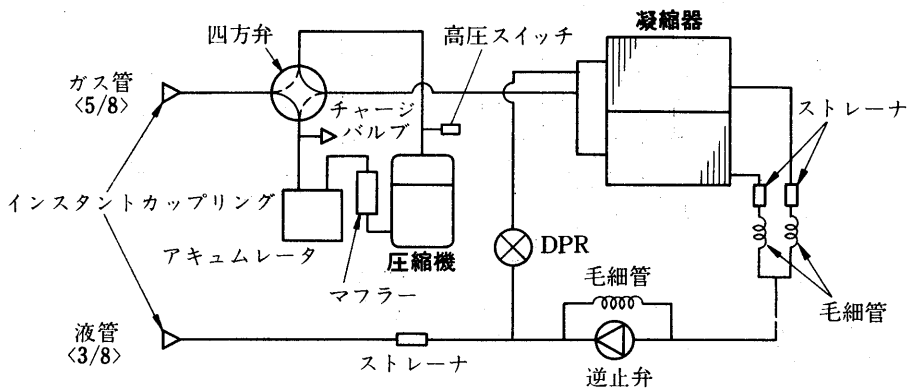 凝縮器
四方弁
高圧スイッチ
ガス管
<5/8>
チャージ
バルブ
ストレーナ
インスタントカップリング
アキュムレータ
圧縮機
マフラー
DPR
毛細管
毛細管
液管
<3/8>
ストレーナ
逆止弁